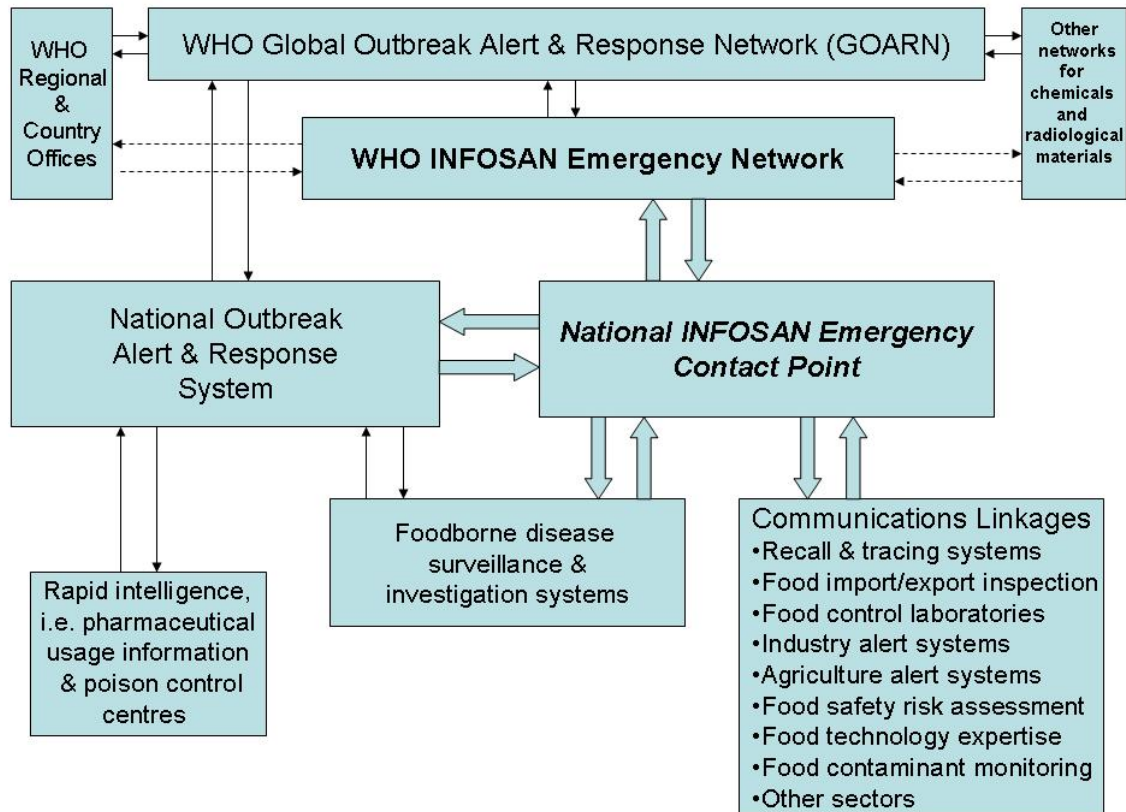 WHO
Regional
&
Country
Offices
WHO Global Outbreak Alert & Response Network (GOARN)
Other
networks
for
chemicals
and
radiological
materials
WHO INFOSAN Emergency Network
National Outbreak
Alert & Response
System
National INFOSAN Emergency
Contact Point
Rapid intelligence,
i.e. pharmaceutical
usage information
& poison control
centres
Foodborne disease
surveillance &
investigation systems
Communications Linkages
•Recall & tracing systems
•Food import/export inspection
•Food control laboratories
•Industry alert systems
•Agriculture alert systems
•Food safety risk assessment
•Food technology expertise
•Food contaminant monitoring
•Other sectors